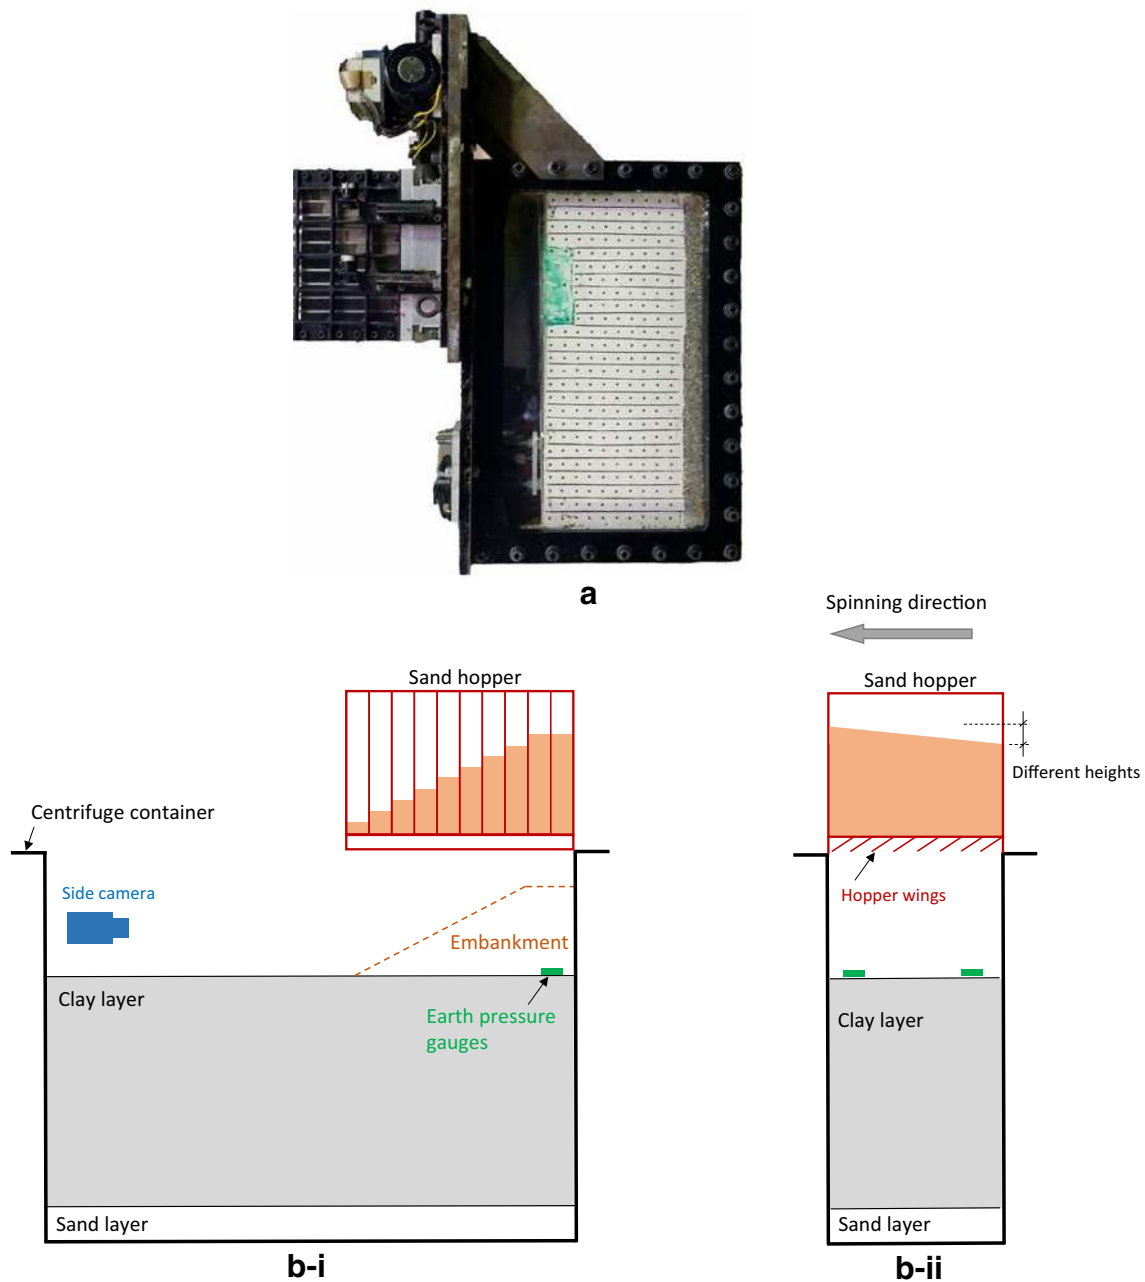 a
Spinning direction
Sand hopper
Sand hopper
Different heights
Centrifuge container
Side camera
Hopper wings
Embankment
Clay layer
Earth pressure
gauges
Clay layer
Sand layer
Sand layer
b-i
b-ii